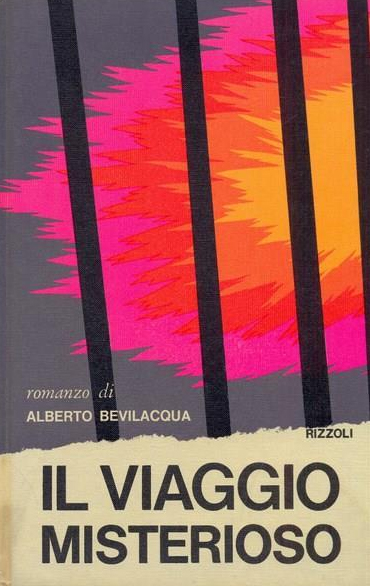 romanzo di
ALBERTO BEVILACQUA
RIZZOLI
IL VIAGGIO
MISTERIOSO